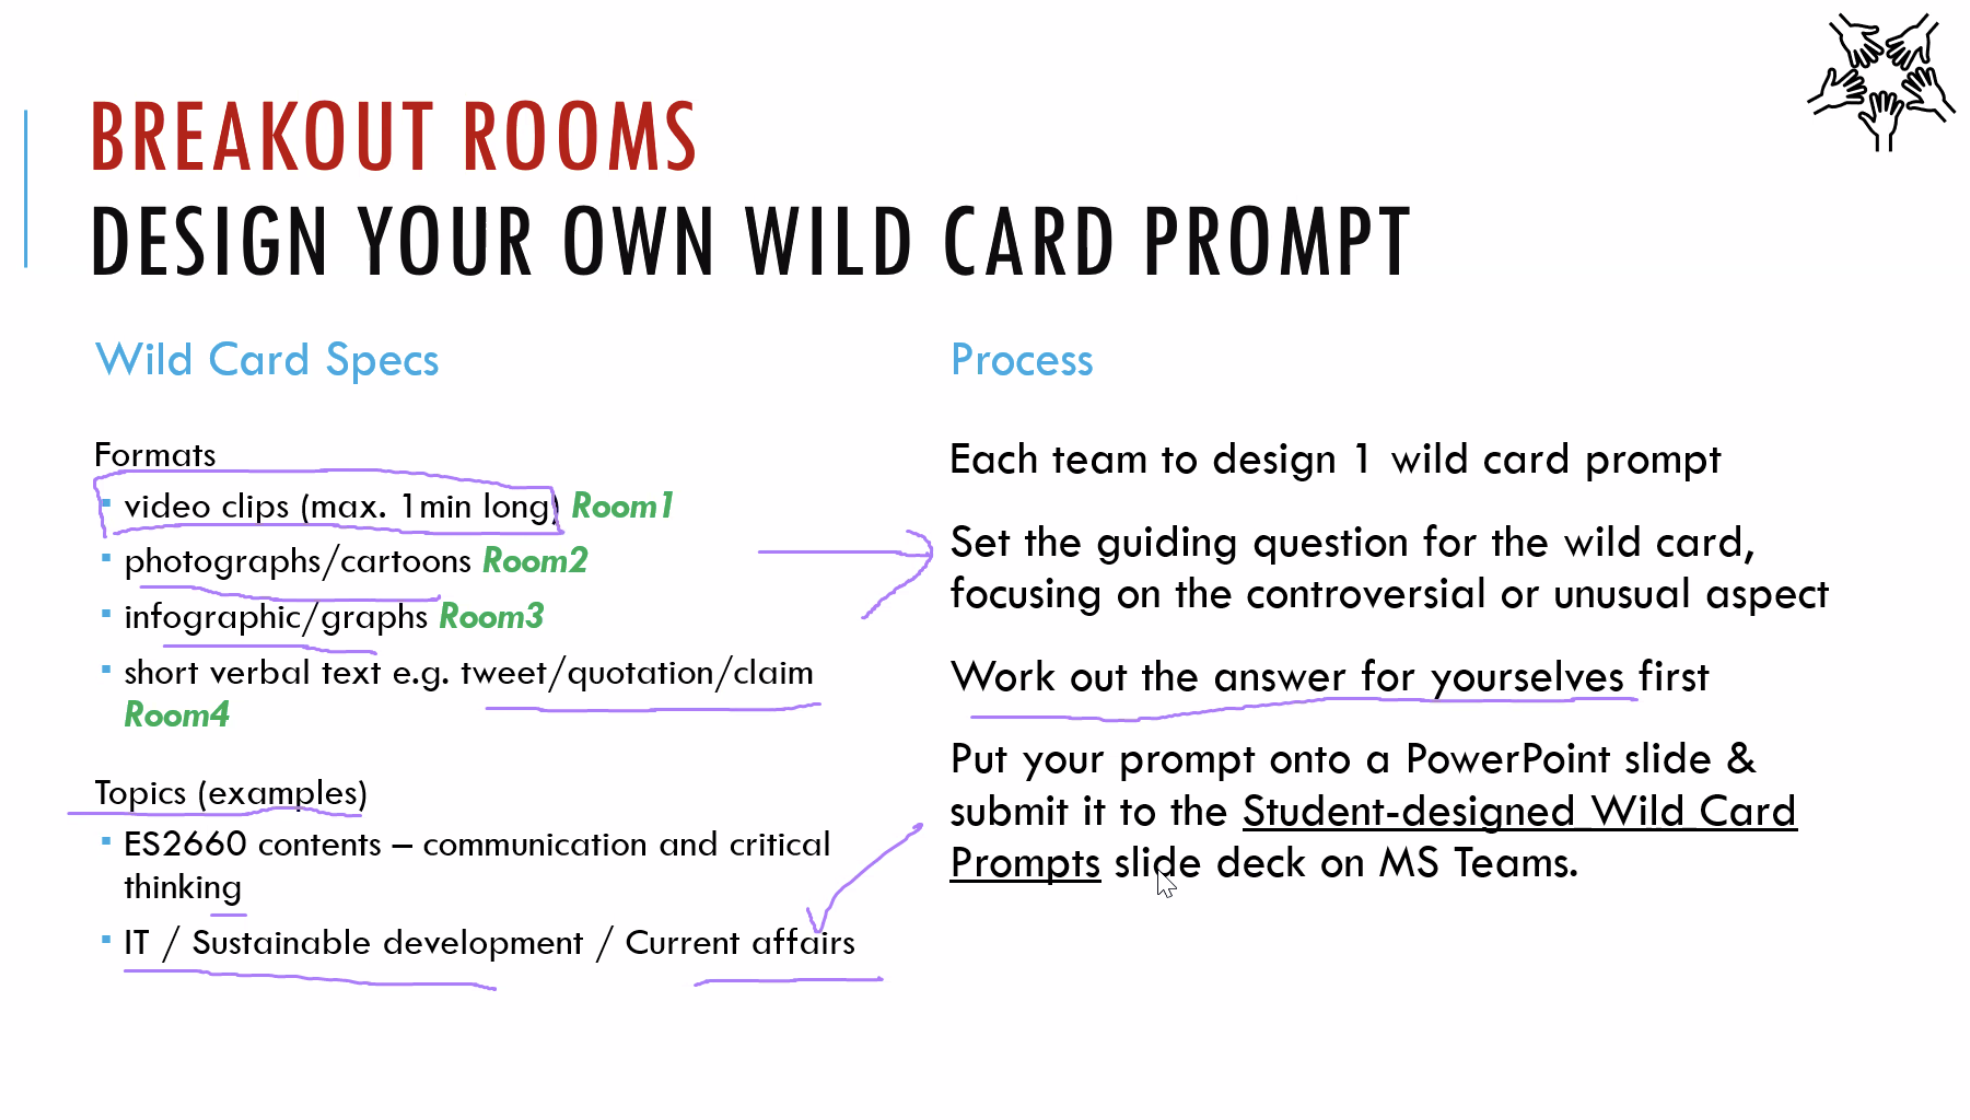 BREAKOUT ROOMS
DESIGN YOUR OWN WILD CARD PROMPT
Wild Card Specs
Formats
▪ video clips (max. 1min long) Room1
▪ photographs/cartoons Room2
▪ infographic/graphs Room3
▪ short verbal text e.g. tweet/quotation/claim
Room4
Topics (examples)
▪ ES2660 contents – communication and critical
thinking
▪ IT / Sustainable development / Current affairs
Process
Each team to design 1 wild card prompt
Set the guiding question for the wild card,
focusing on the controversial or unusual aspect
Work out the answer for yourselves first
Put your prompt onto a PowerPoint slide &
submit it to the Student-designed Wild Card
Prompts slide deck on MS Teams.